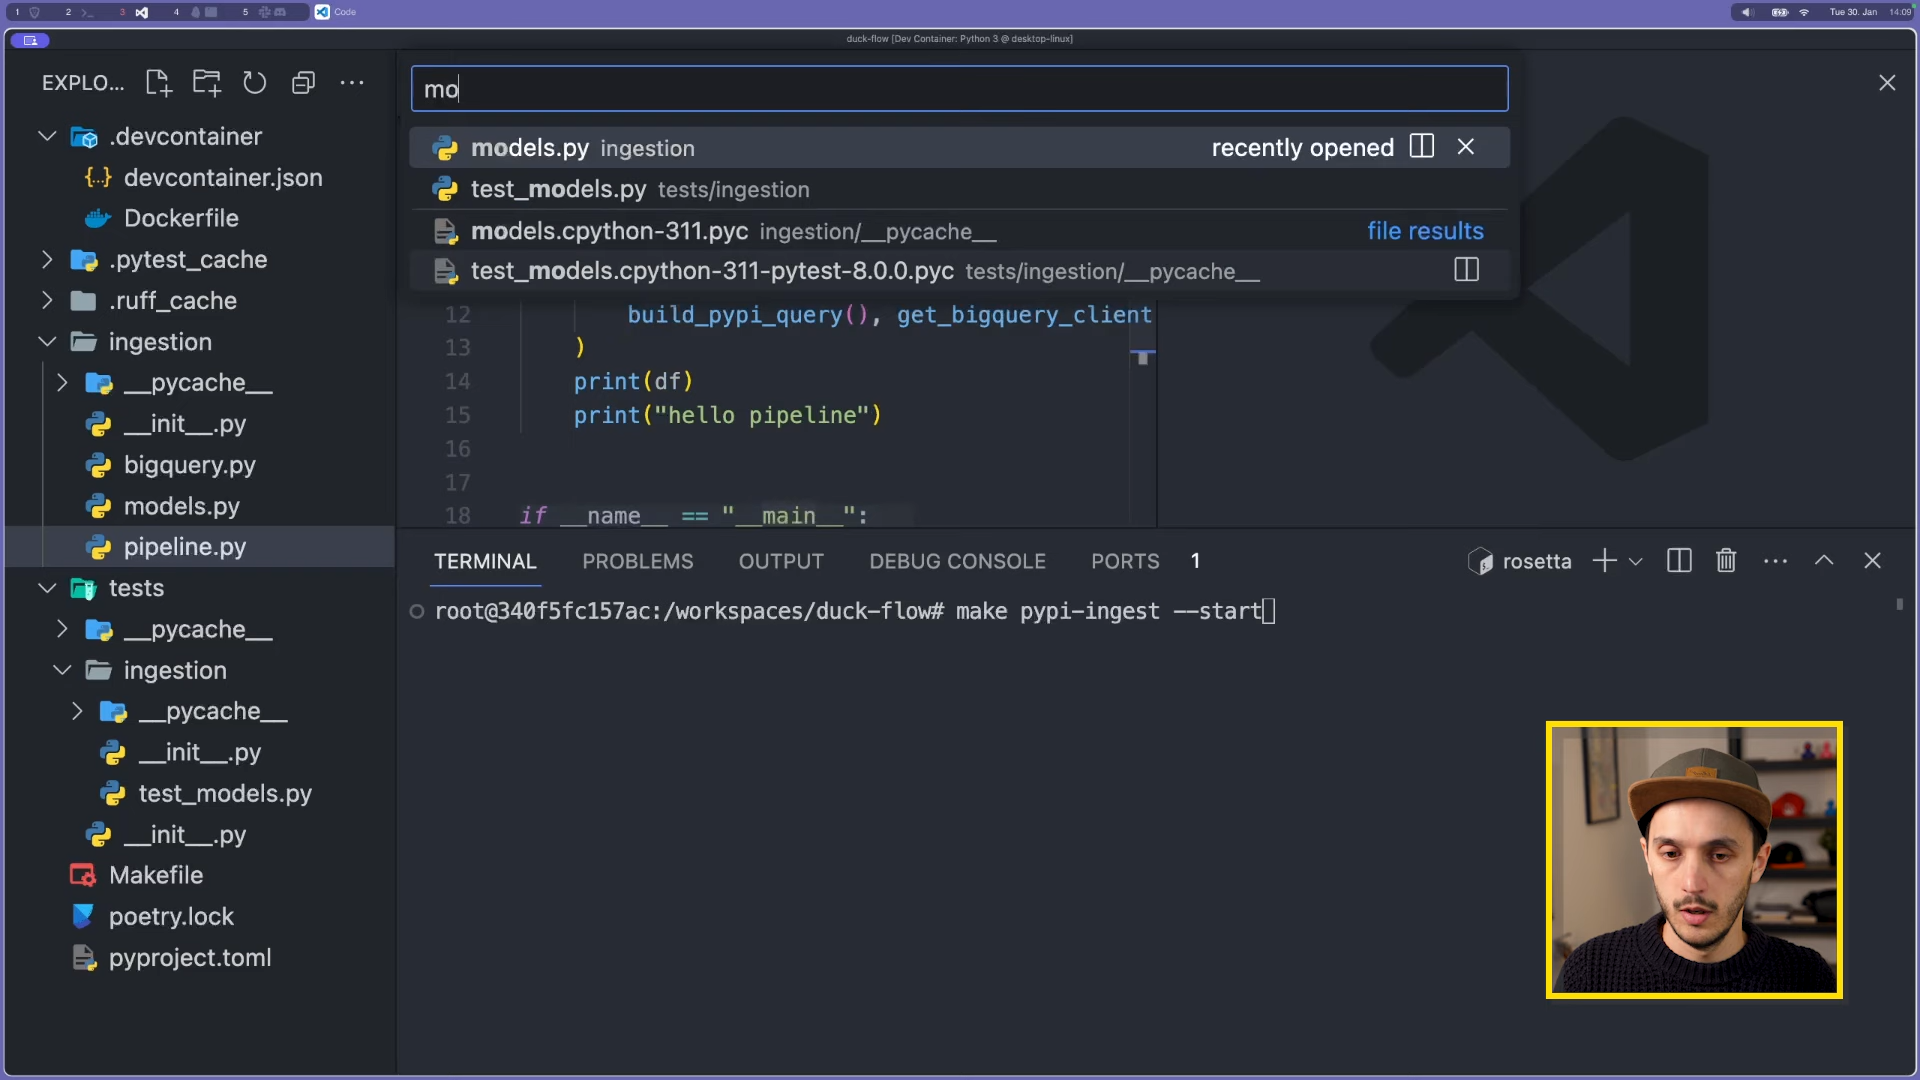 1 2 3 4 5 Code
Tue 30. Jan 14:09
duck-flow [Dev Container: Python 3 @ desktop-linux]
EXPLO...
.devcontainer
devcontainer.json
Dockerfile
.pytest_cache
.ruff_cache
ingestion
__pycache__
__init__.py
bigquery.py
models.py
pipeline.py
tests
__pycache__
ingestion
__pycache__
__init__.py
test_models.py
__init__.py
Makefile
poetry.lock
pyproject.toml
mo
models.py ingestion recently opened
test_models.py tests/ingestion
models.cpython-311.pyc ingestion/__pycache__ file results
test_models.cpython-311-pytest-8.0.0.pyc tests/ingestion/__pycache__
12 build_pypi_query(), get_bigquery_client
13 )
14 print(df)
15 print("hello pipeline")
16
17
18 if __name__ == "__main__":
TERMINAL PROBLEMS OUTPUT DEBUG CONSOLE PORTS 1 rosetta
root@340f5fc157ac:/workspaces/duck-flow# make pypi-ingest --start